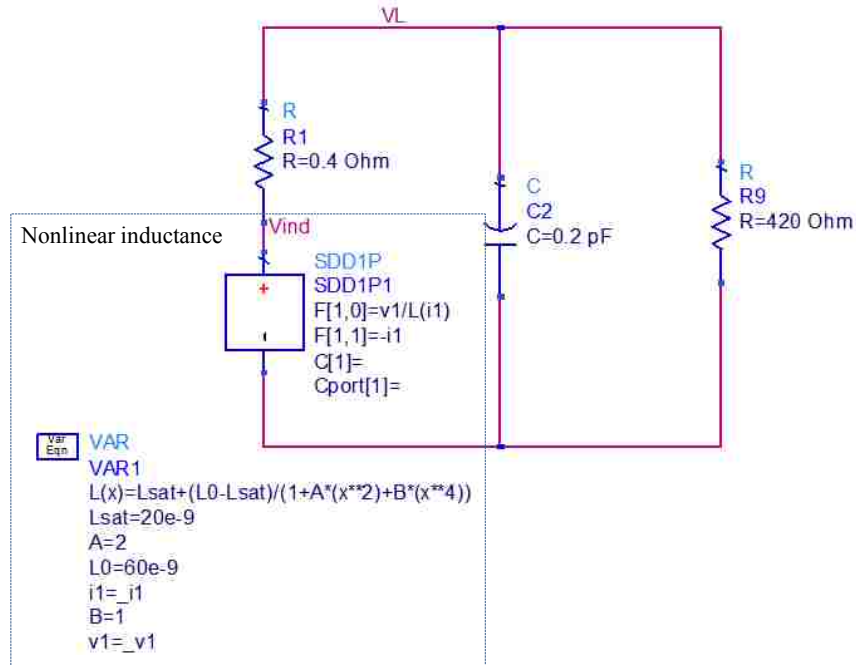 VL
R
R1
R=0.4 Ohm
C
C2
C=0.2 pF
R
R9
R=420 Ohm
Nonlinear inductance
Vind
SDD1P
SDD1P1
F[1,0]=v1/L(i1)
F[1,1]=-i1
C[1]=
Cport[1]=
Var
Eqn
VAR
VAR1
L(x)=Lsat+(L0-Lsat)/(1+A*(x**2)+B*(x**4))
Lsat=20e-9
A=2
L0=60e-9
i1=_i1
B=1
v1=_v1